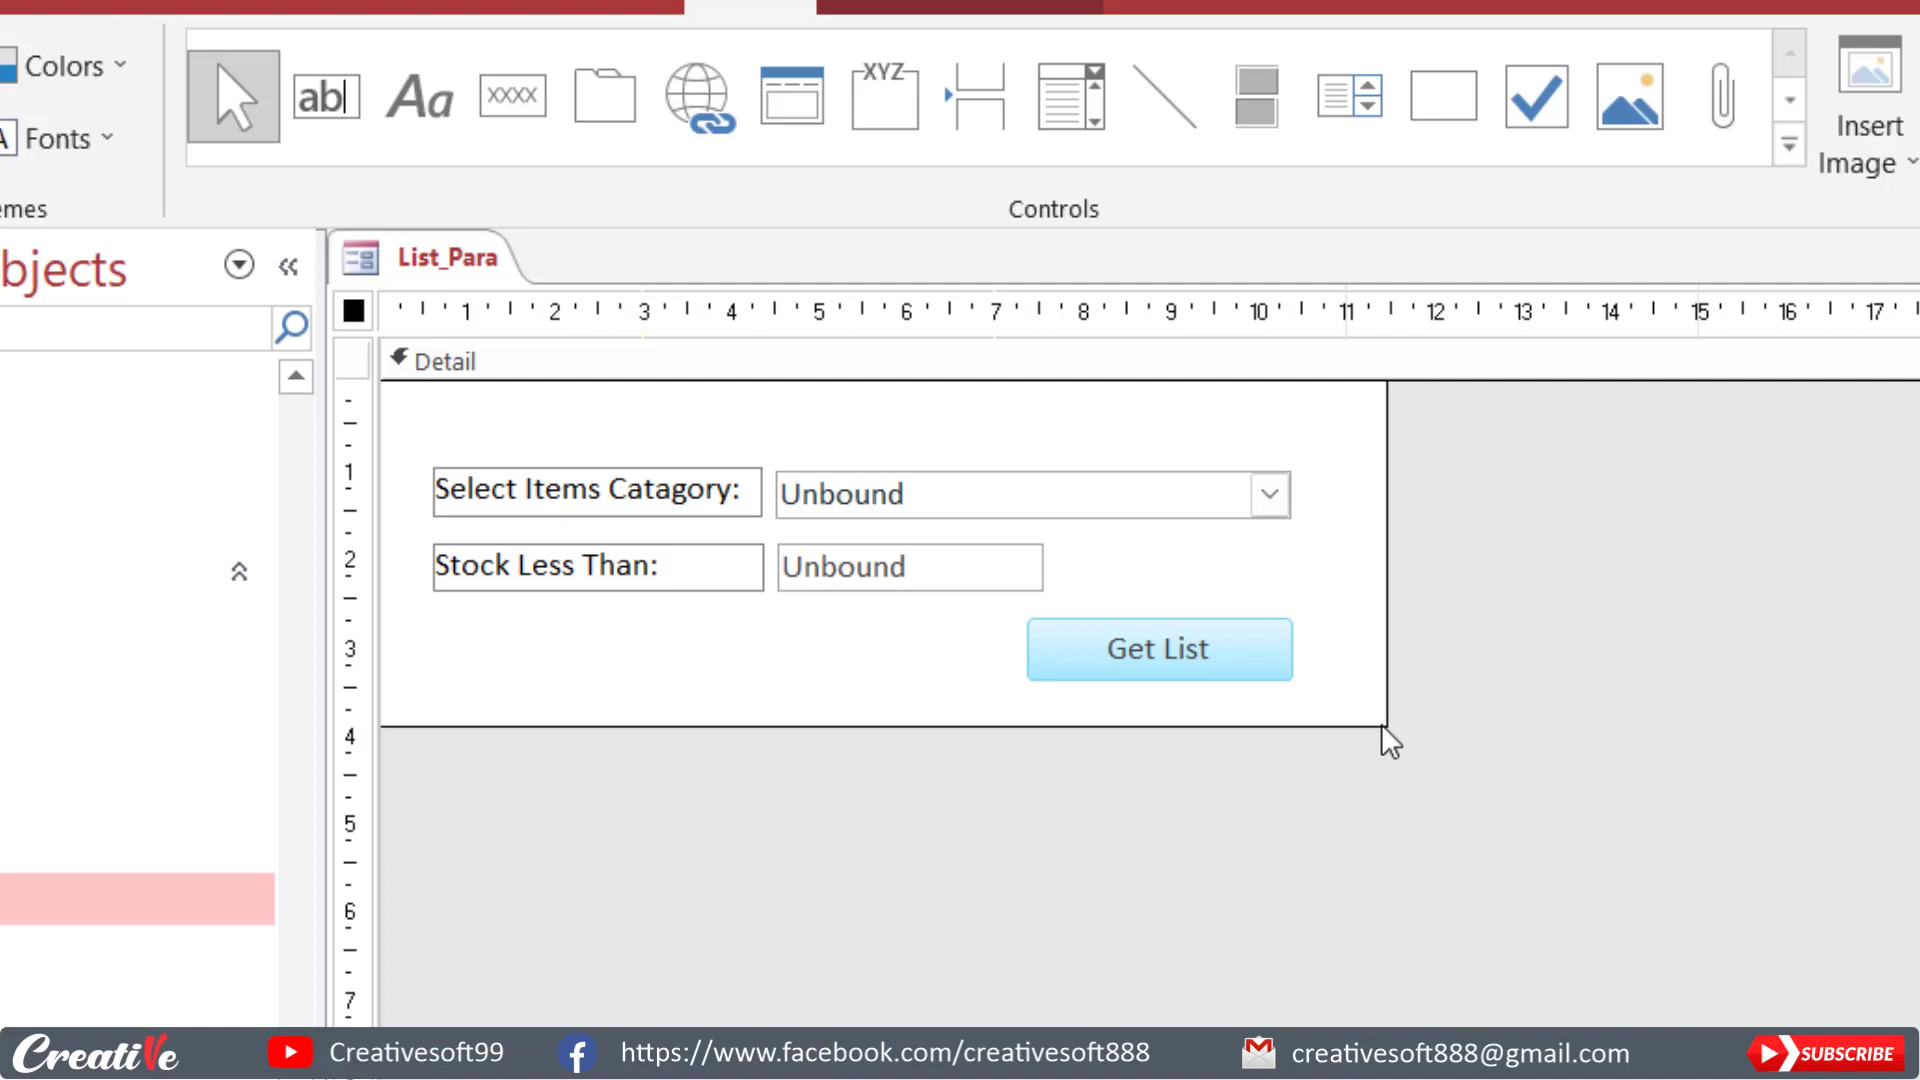 Colors
ab
Aa
XXXX
XYZ
Insert
Image
A
Fonts
emes
Controls
bjects
List_Para
1 2 3 4 5 6 7 8 9 10 11 12 13 14 15 16 17
Detail
1
Select Items Catagory:
Unbound
2
Stock Less Than:
Unbound
3
Get List
4
5
6
7
CreatiVe
Creativesoft99
f
https://www.facebook.com/creativesoft888
creativesoft888@gmail.com
SUBSCRIBE